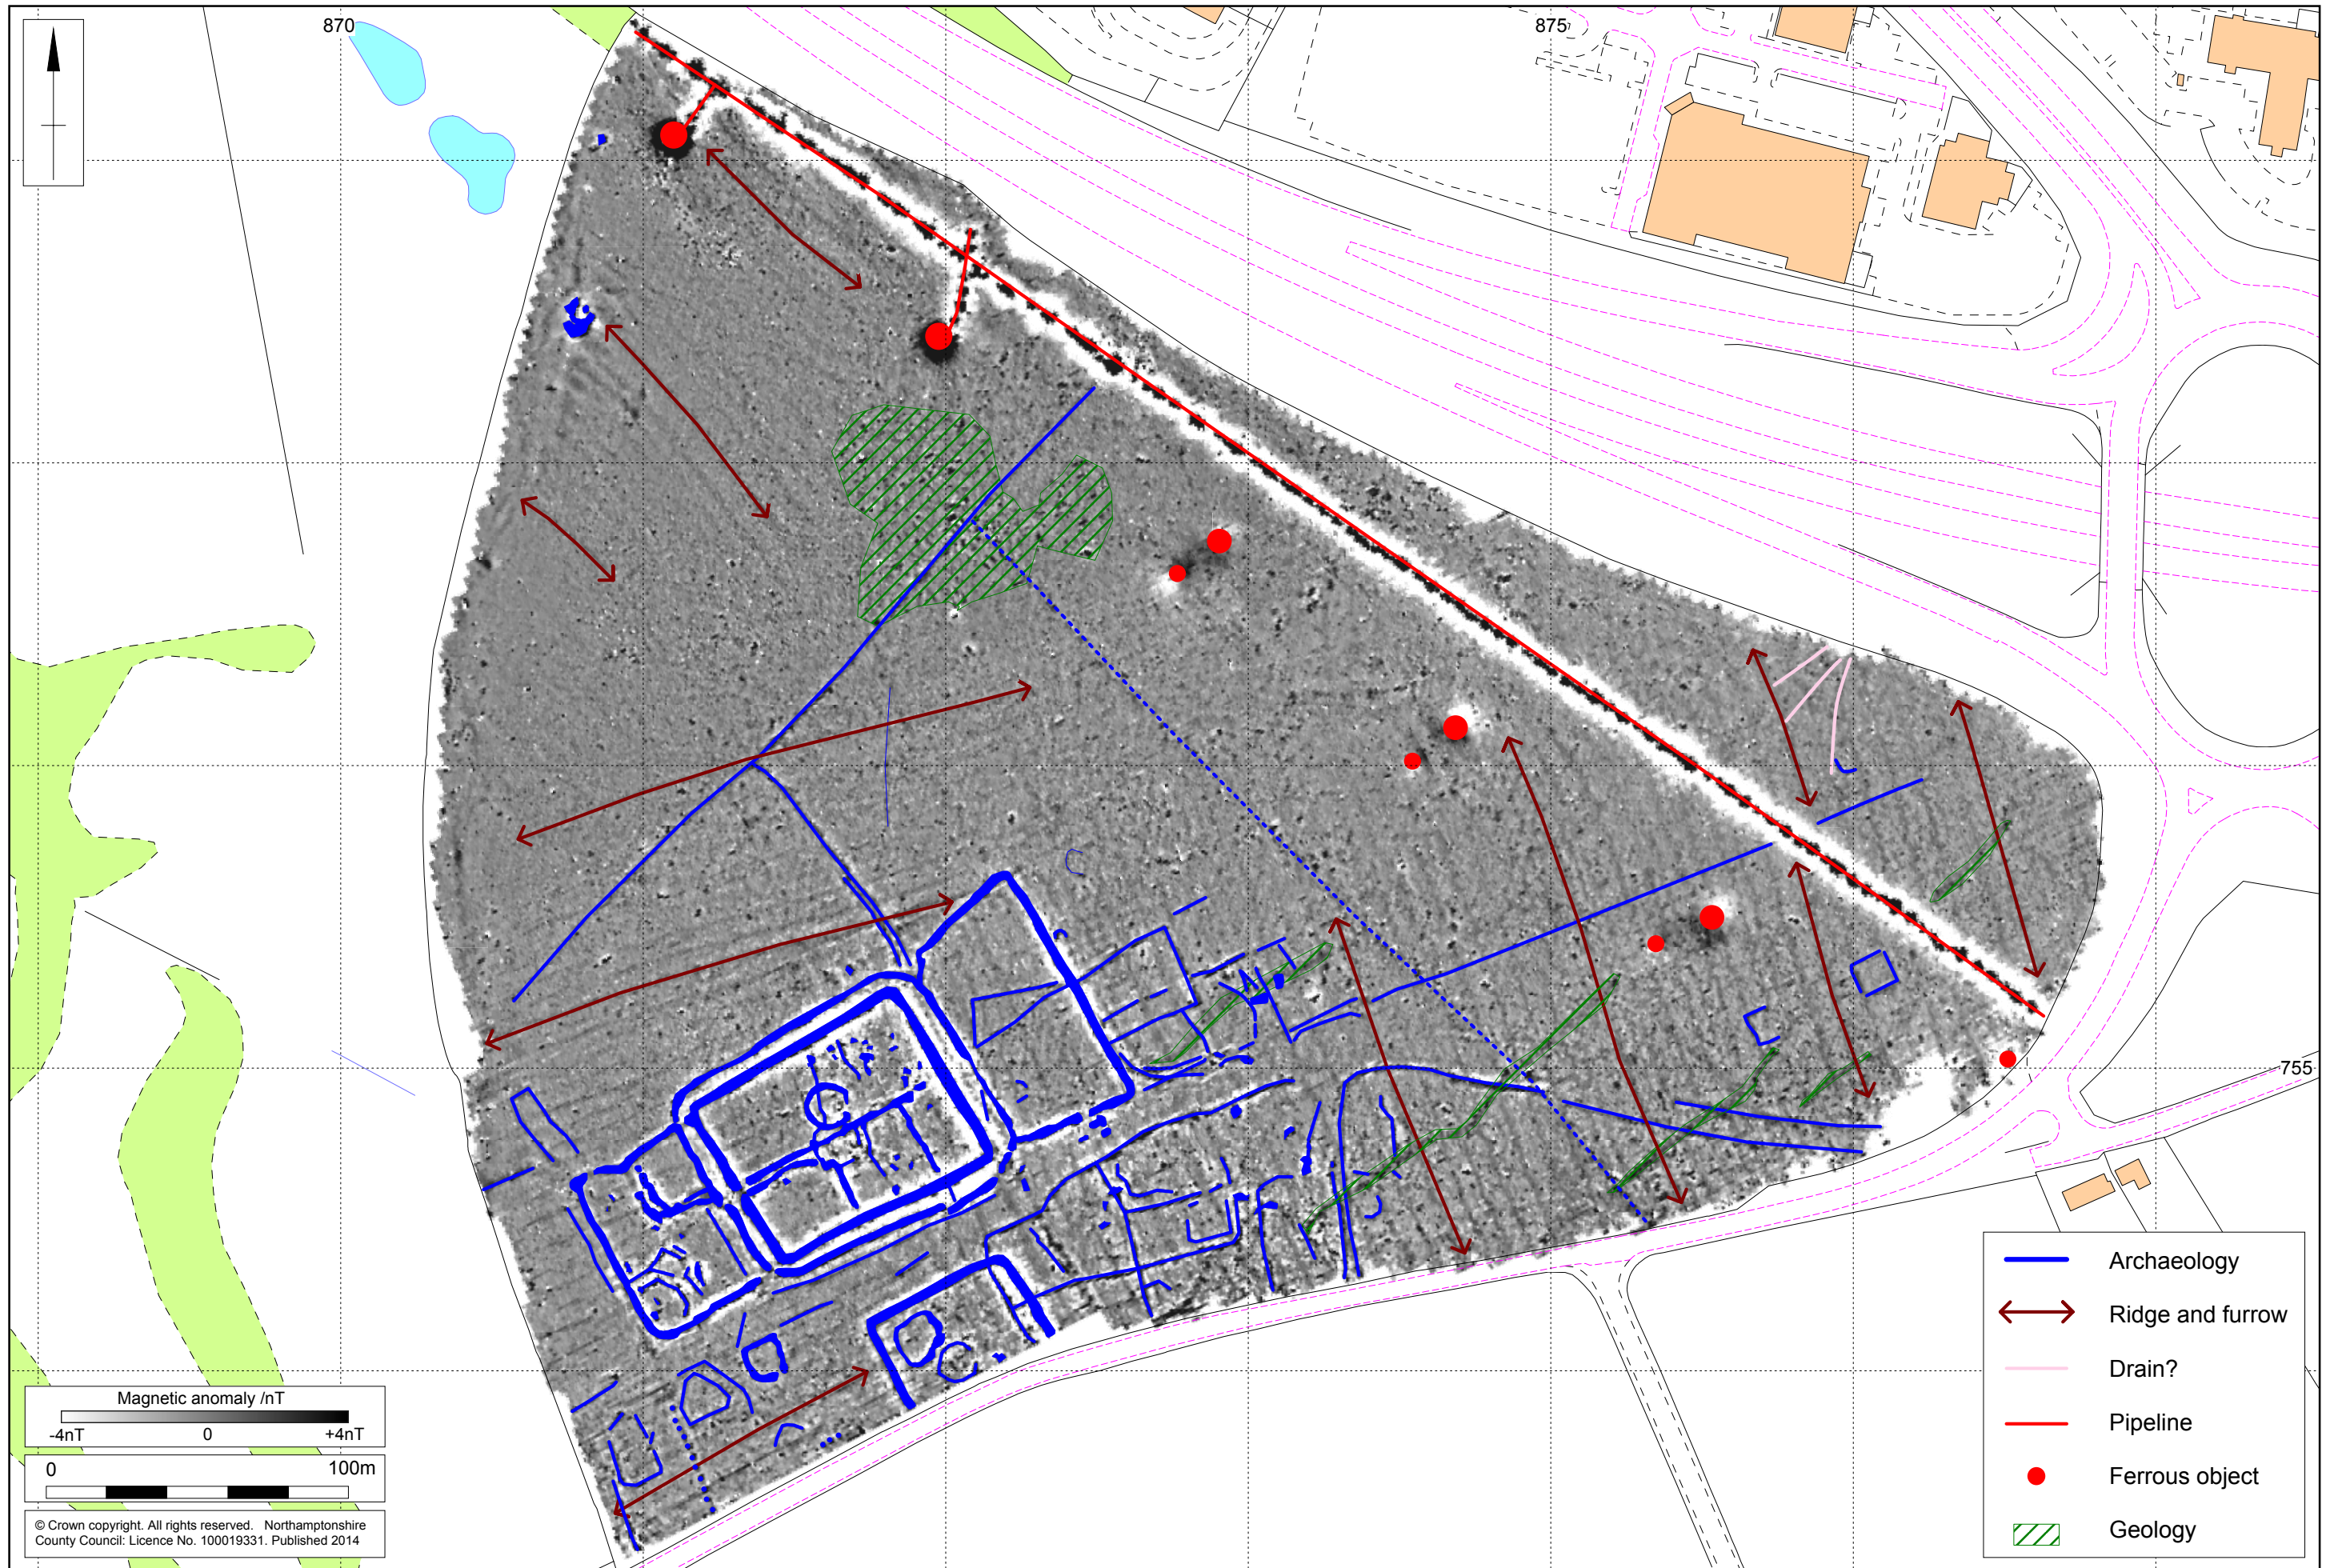 870
875
755
Archaeology
Ridge and furrow
Drain?
Pipeline
Ferrous object
Geology
Magnetic anomaly /nT
-4nT 0 +4nT
0 100m
© Crown copyright. All rights reserved. Northamptonshire
County Council: Licence No. 100019331. Published 2014